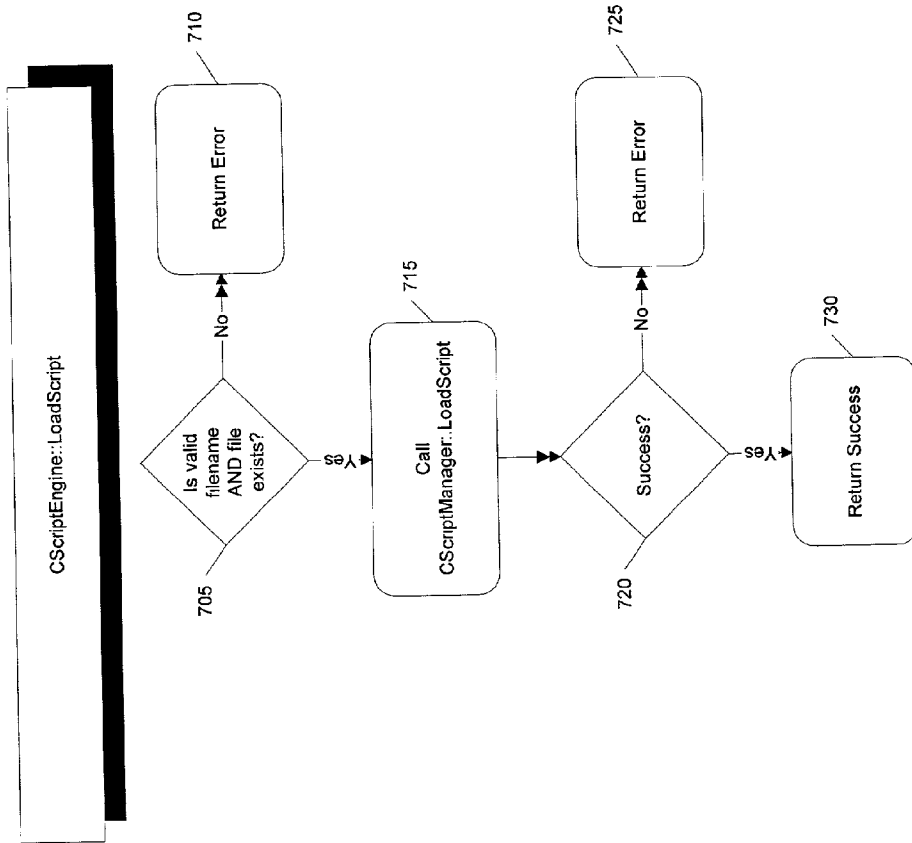 CScriptEngine::LoadScript
705
Is valid
filename
AND file
exists?
No
710
Return Error
Yes
715
Call
CScriptManager::LoadScript
720
Success?
No
725
Return Error
Yes
730
Return Success